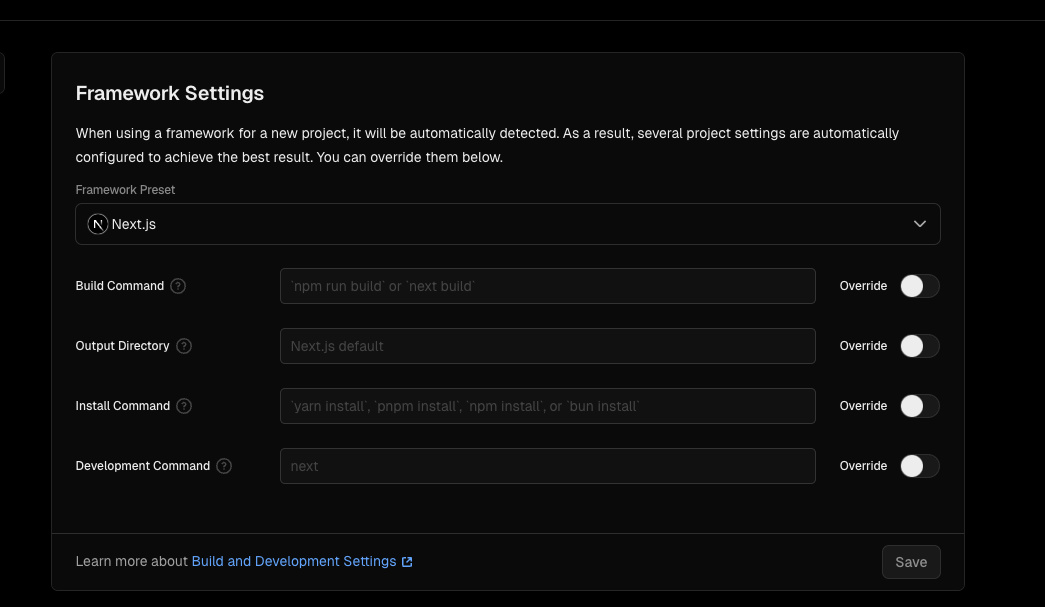 Framework Settings
When using a framework for a new project, it will be automatically detected. As a result, several project settings are automatically
configured to achieve the best result. You can override them below.
Framework Preset
N Next.js
Build Command ? `npm run build` or `next build` Override
Output Directory ? Next.js default Override
Install Command ? `yarn install`, `pnpm install`, `npm install`, or `bun install` Override
Development Command ? next Override
Learn more about Build and Development Settings Save